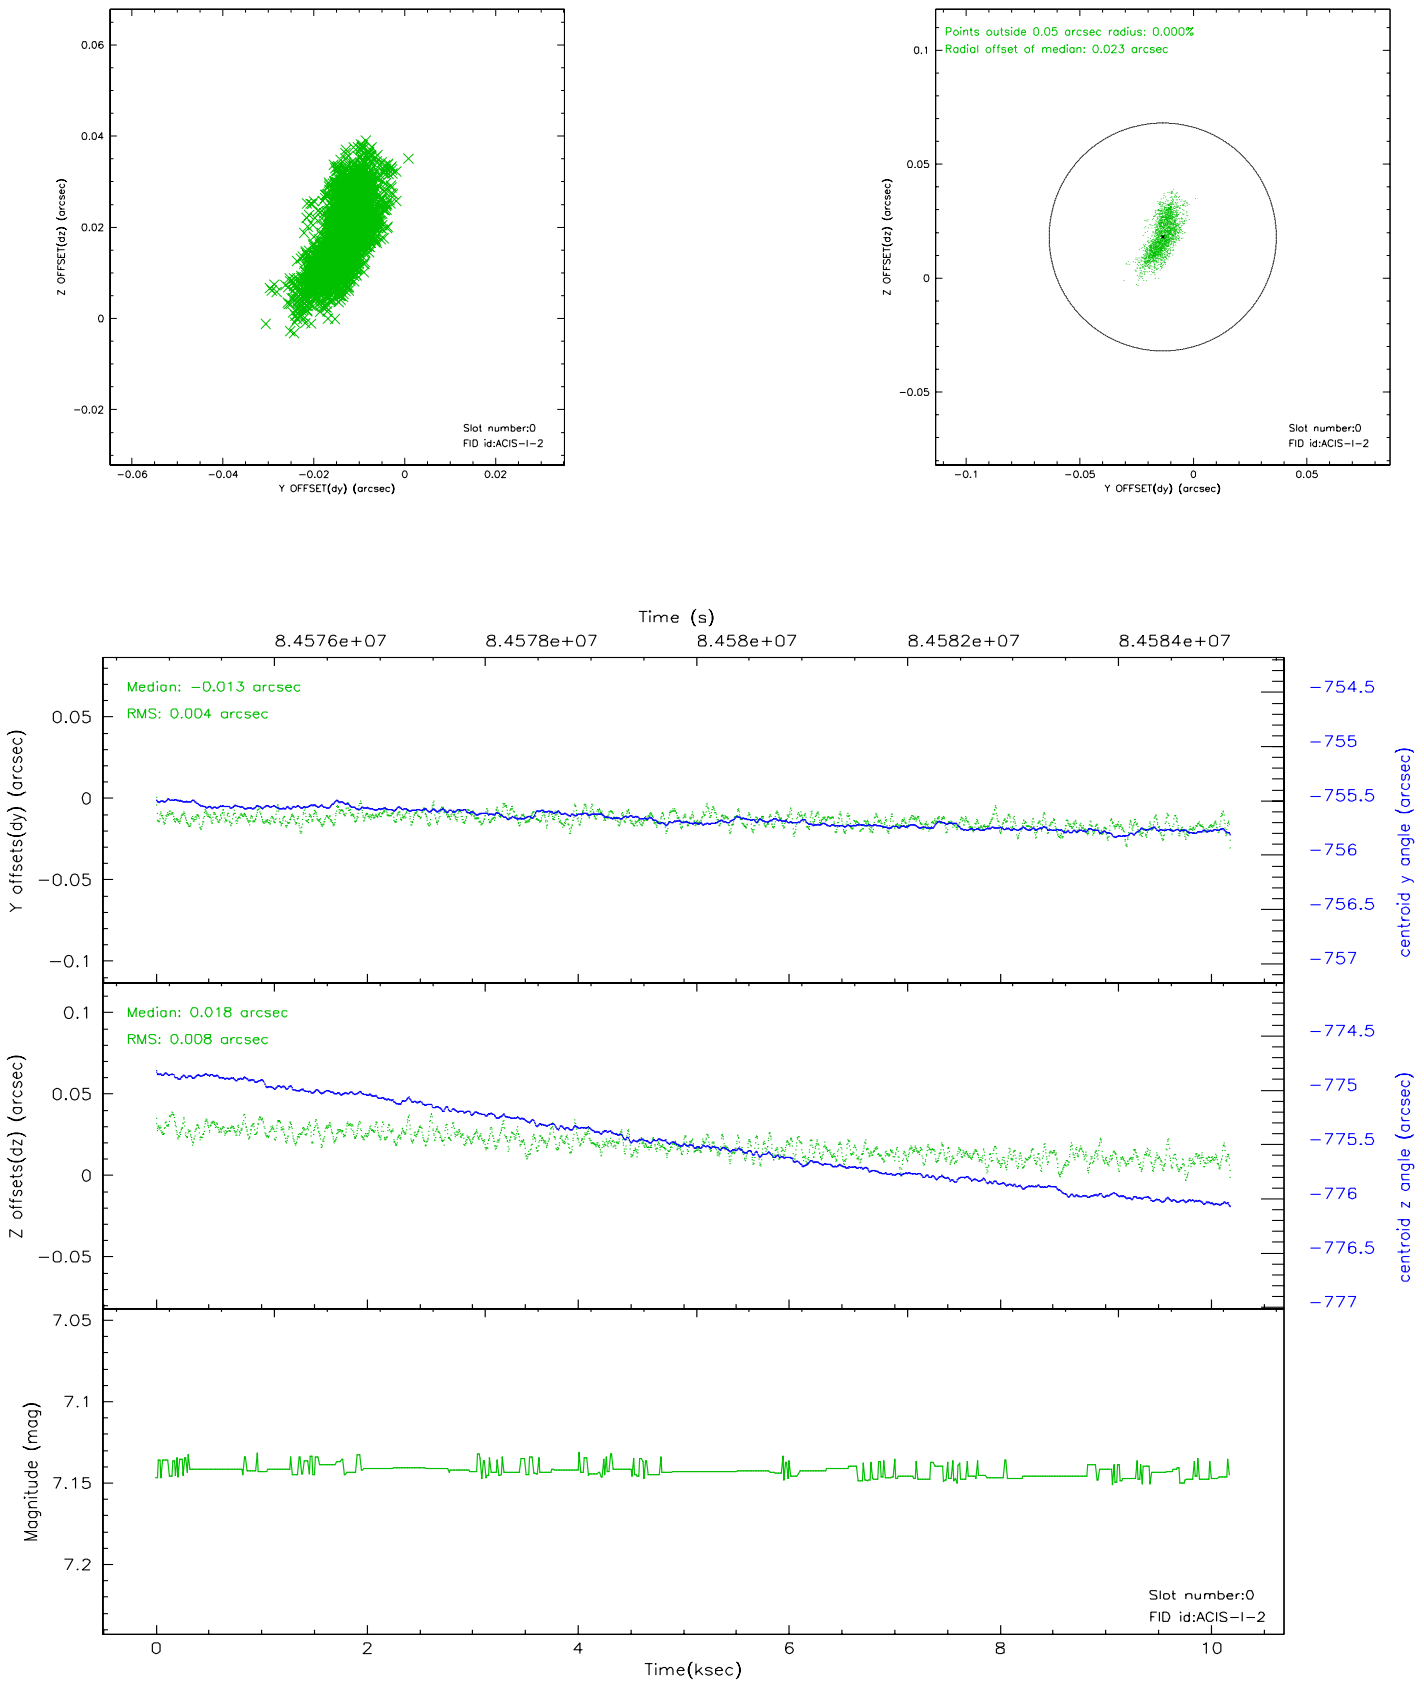 0.06
0.04
0.02
0
−0.02
Z OFFSET(dz) (arcsec)
Slot number:0
FID id:ACIS−I−2
−0.06
−0.04
−0.02
0
0.02
Y OFFSET(dy) (arcsec)
Points outside 0.05 arcsec radius: 0.000%
Radial offset of median: 0.023 arcsec
0.1
0.05
0
−0.05
Z OFFSET(dz) (arcsec)
Slot number:0
FID id:ACIS−I−2
−0.1
−0.05
0
0.05
Y OFFSET(dy) (arcsec)
Time (s)
8.4576e+07
8.4578e+07
8.458e+07
8.4582e+07
8.4584e+07
Median: −0.013 arcsec
RMS: 0.004 arcsec
0.05
0
−0.05
−0.1
Y offsets(dy) (arcsec)
−754.5
−755
−755.5
−756
−756.5
−757
centroid y angle (arcsec)
Median: 0.018 arcsec
RMS: 0.008 arcsec
0.1
0.05
0
−0.05
Z offsets(dz) (arcsec)
−774.5
−775
−775.5
−776
−776.5
−777
centroid z angle (arcsec)
7.05
7.1
7.15
7.2
Magnitude (mag)
Slot number:0
FID id:ACIS−I−2
0
2
4
6
8
10
Time(ksec)